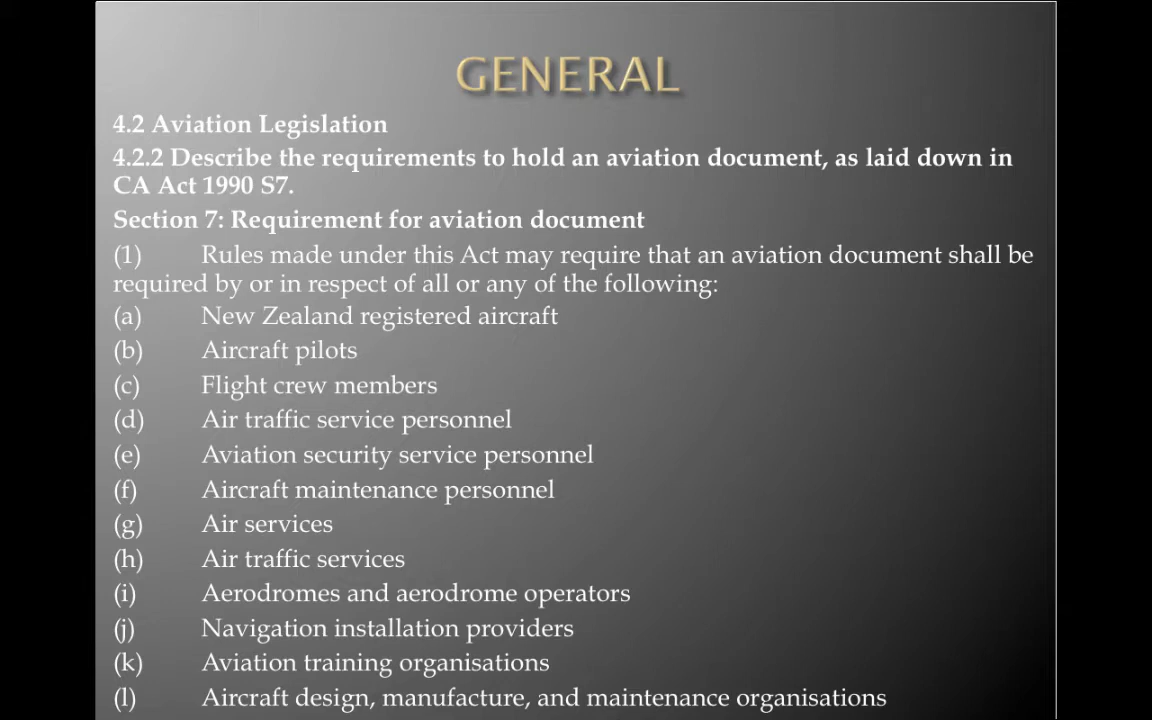 GENERAL
4.2 Aviation Legislation
4.2.2 Describe the requirements to hold an aviation document, as laid down in
CA Act 1990 S7.
Section 7: Requirement for aviation document
(1) Rules made under this Act may require that an aviation document shall be
required by or in respect of all or any of the following:
(a) New Zealand registered aircraft
(b) Aircraft pilots
(c) Flight crew members
(d) Air traffic service personnel
(e) Aviation security service personnel
(f) Aircraft maintenance personnel
(g) Air services
(h) Air traffic services
(i) Aerodromes and aerodrome operators
(j) Navigation installation providers
(k) Aviation training organisations
(l) Aircraft design, manufacture, and maintenance organisations